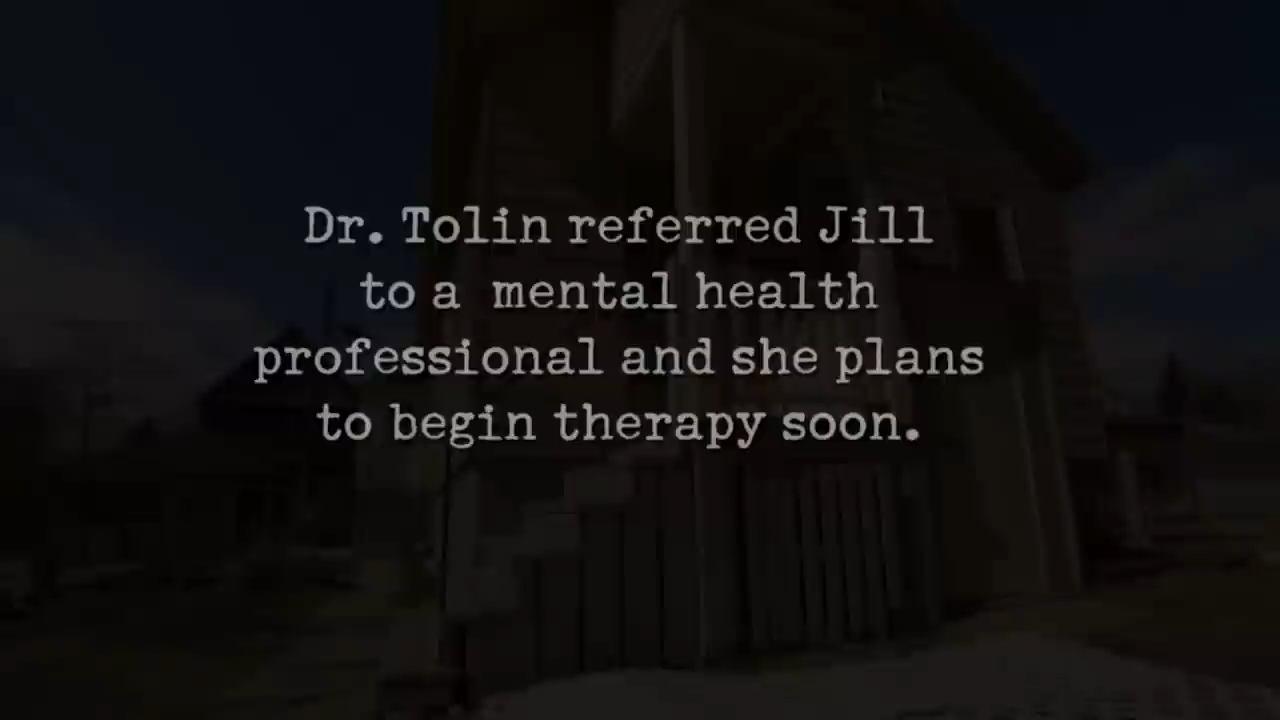 Dr. Tolin referred Jill
to a mental health
professional and she plans
to begin therapy soon.